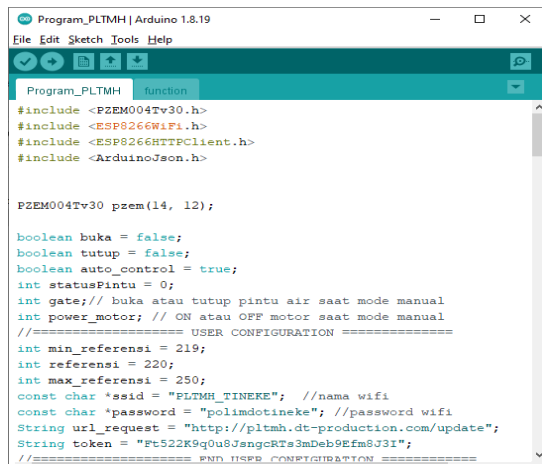 Program_PLTMH | Arduino 1.8.19
File Edit Sketch Tools Help
Program_PLTMH function
#include <PZEM004Tv30.h>
#include <ESP8266WiFi.h>
#include <ESP8266HTTPClient.h>
#include <ArduinoJson.h>
PZEM004Tv30 pzem(14, 12);
boolean buka = false;
boolean tutup = false;
boolean auto_control = true;
int statusPintu = 0;
int gate;// buka atau tutup pintu air saat mode manual
int power_motor; // ON atau OFF motor saat mode manual
//==================== USER CONFIGURATION ==============
int min_referensi = 219;
int referensi = 220;
int max_referensi = 250;
const char *ssid = "PLTMH_TINEKE";  //nama wifi
const char *password = "polimdotineke"; //password wifi
String url_request = "http://pltmh.dt-production.com/update";
String token = "Ft522K9q0u8JsngcRTs3mDeb9Efm8J3I";
//==================== END USER CONFIGURATION ============